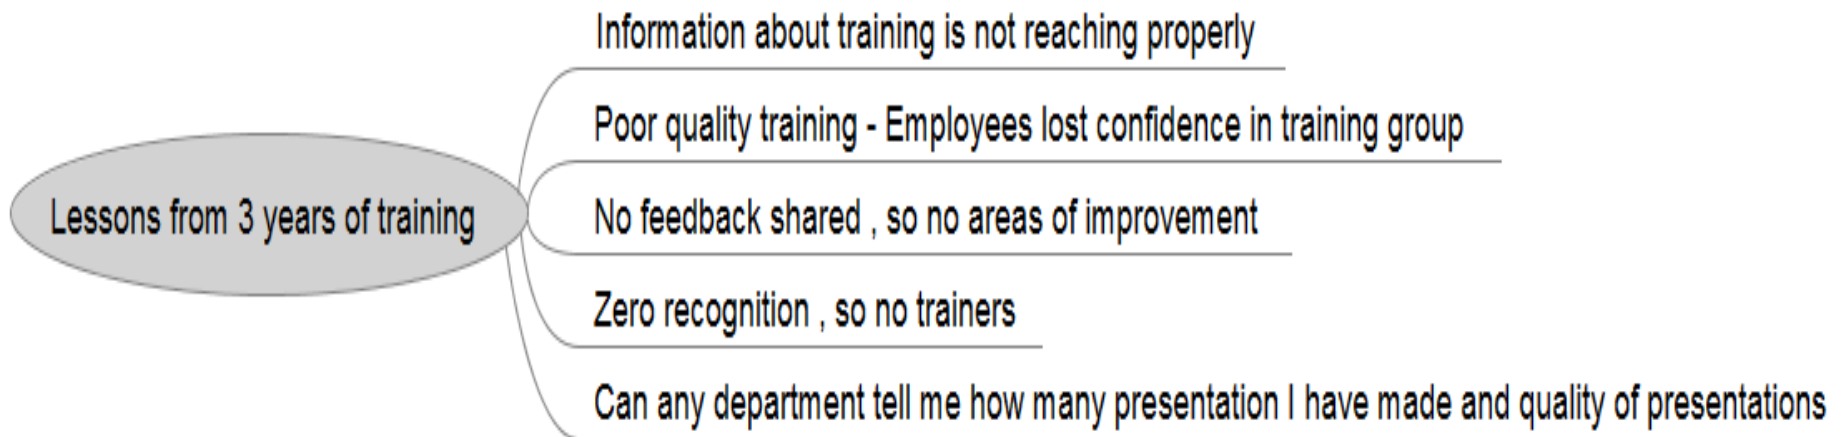 Information about training is not reaching properly
Poor quality training - Employees lost confidence in training group
Lessons from 3 years of training
No feedback shared , so no areas of improvement
Zero recognition , so no trainers
Can any department tell me how many presentation I have made and quality of presentations